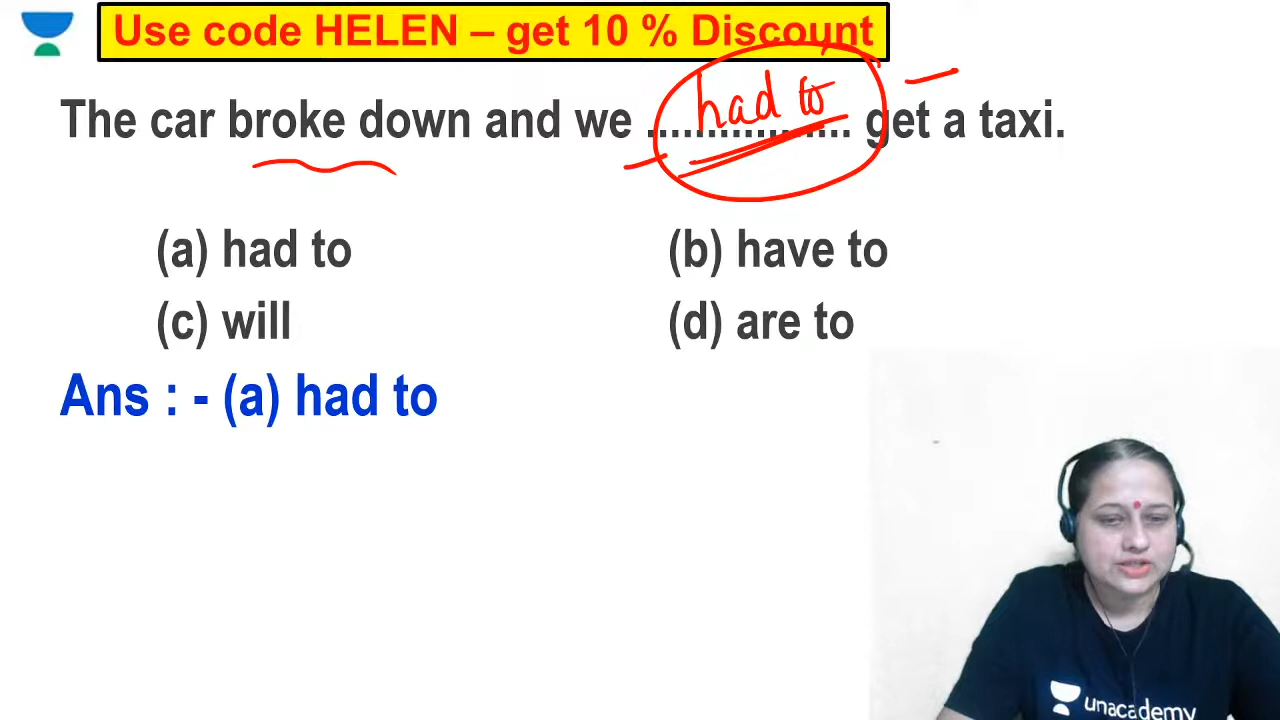 Use code HELEN – get 10 % Discount
The car broke down and we .................. get a taxi.
had to
(a) had to
(b) have to
(c) will
(d) are to
Ans : - (a) had to
unacademy